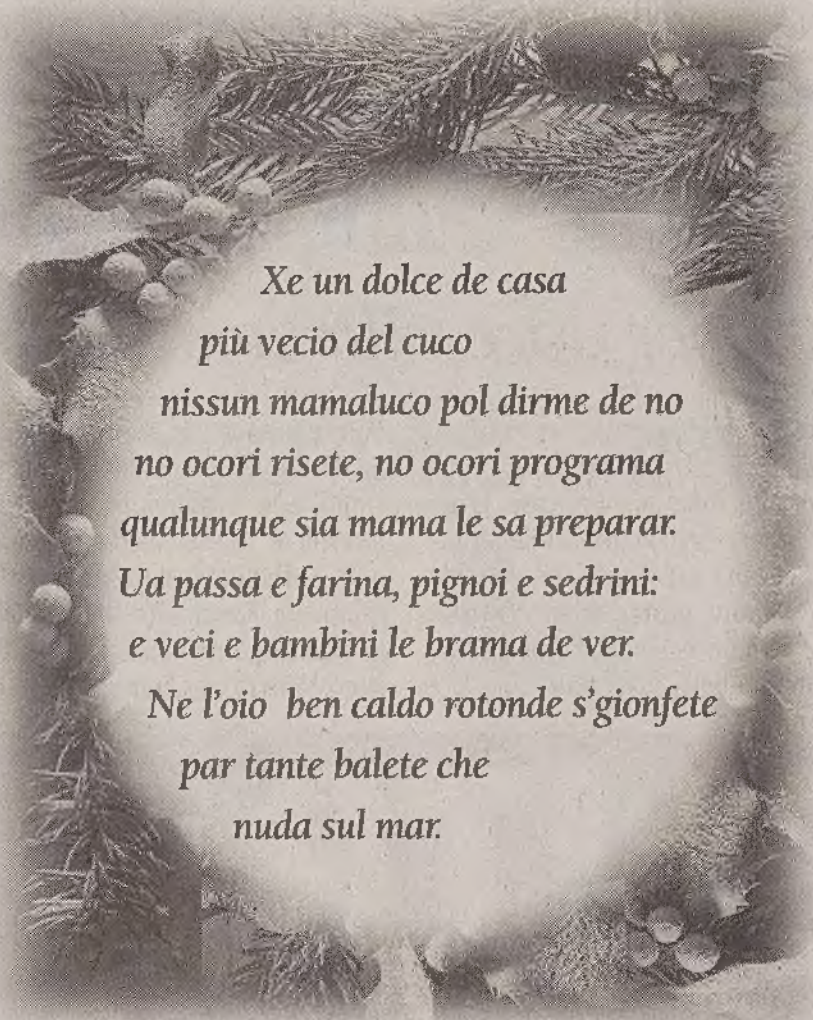 Xe un dolce de casa
più vecio del cuco
nissun mamaluco pol dirme de no
no ocori risete, no ocori programa
qualunque sia mama le sa preparar.
Ua passa e farina, pignoi e sedrini:
e veci e bambini le brama de ver.
Ne l'oio ben caldo rotonde s'gionfete
par tante balete che
nuda sul mar.